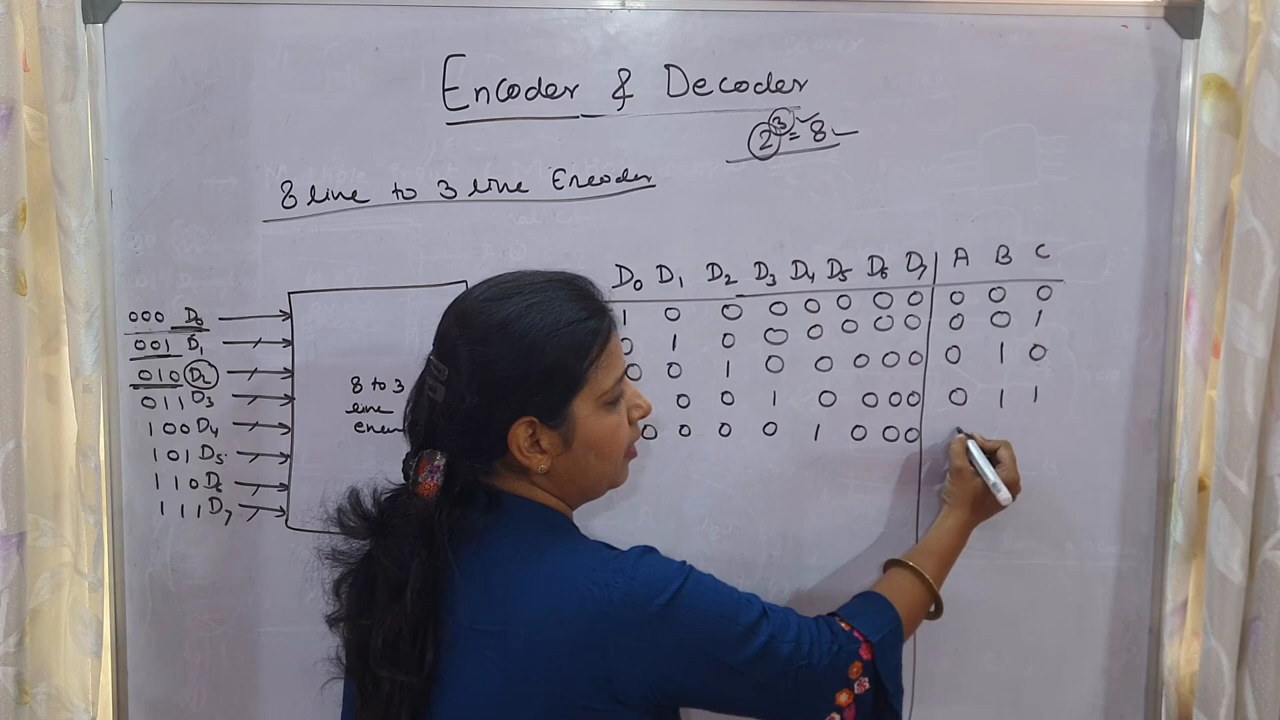 Encoder & Decoder
2³ = 8
8 line to 3 line Encoder
D₀ D₁ D₂ D₃ D₄ D₅ D₆ D₇ A B C
1 0 0 0 0 0 0 0 0 0 0
0 1 0 0 0 0 0 0 0 0 1
0 0 1 0 0 0 0 0 0 1 0
0 0 1 0 0 0 0 0 1 1
0 0 0 0 1 0 0 0
000 D₀
001 D₁
010 D₂
011 D₃
100 D₄
101 D₅
110 D₆
111 D₇
8 to 3
line